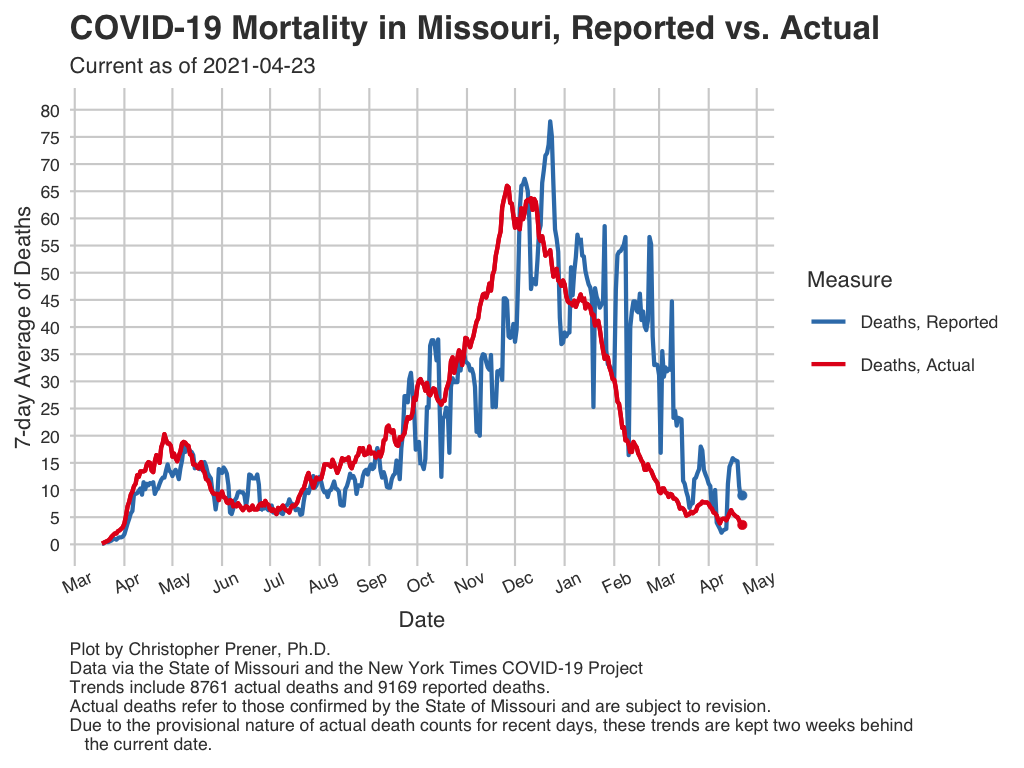 COVID-19 Mortality in Missouri, Reported vs. Actual
Current as of 2021-04-23
7-day Average of Deaths
80
75
70
65
60
55
50
45
40
35
30
25
20
15
10
5
0
Mar Apr May Jun Jul Aug Sep Oct Nov Dec Jan Feb Mar Apr May
Date
Measure
Deaths, Reported
Deaths, Actual
Plot by Christopher Prener, Ph.D.
Data via the State of Missouri and the New York Times COVID-19 Project
Trends include 8761 actual deaths and 9169 reported deaths.
Actual deaths refer to those confirmed by the State of Missouri and are subject to revision.
Due to the provisional nature of actual death counts for recent days, these trends are kept two weeks behind
the current date.